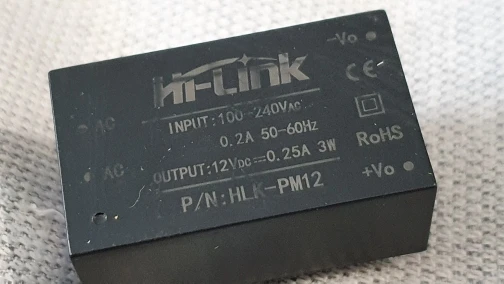 -Vo
Hi-Link
CE
AC
INPUT:100-240VAC
0.2A 50-60Hz
RoHS
AC
OUTPUT:12VDC⎓0.25A 3W
+Vo
P/N:HLK-PM12